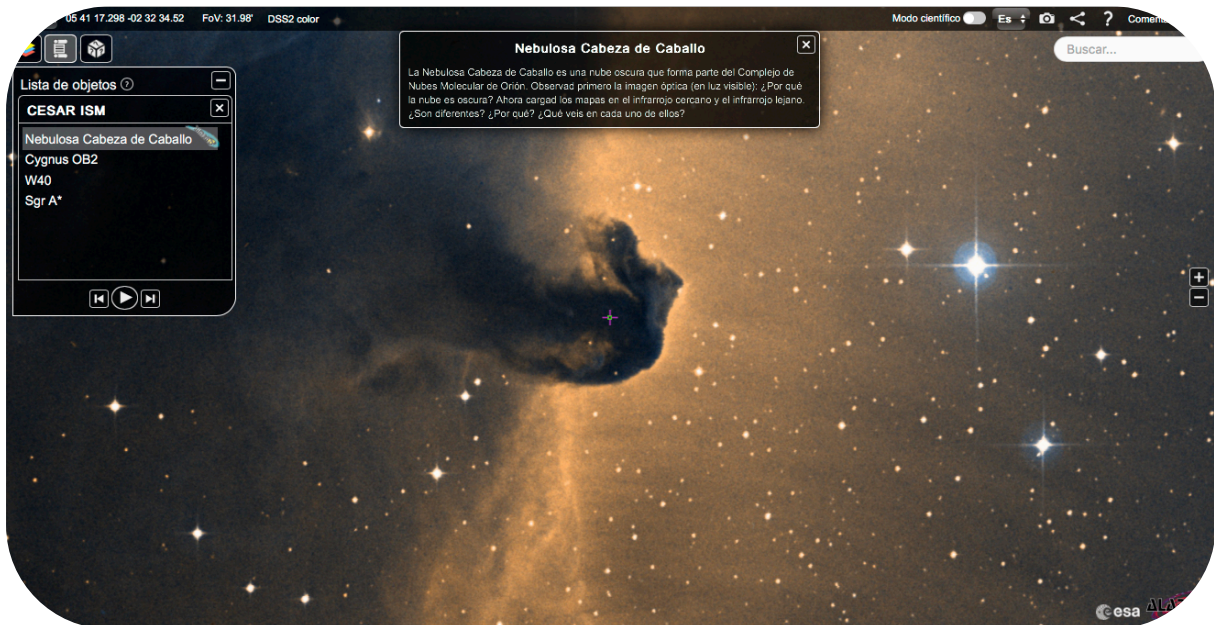 05 41 17.298 -02 32 34.52 FoV: 31.98' DSS2 color Modo científico Es ? 
Buscar...
Nebulosa Cabeza de Caballo
La Nebulosa Cabeza de Caballo es una nube oscura que forma parte del Complejo de
Nubes Molecular de Orión. Observad primero la imagen óptica (en luz visible): ¿Por qué
la nube es oscura? Ahora cargad los mapas en el infrarrojo cercano y el infrarrojo lejano.
¿Son diferentes? ¿Por qué? ¿Qué veis en cada uno de ellos?
Lista de objetos ?
CESAR ISM
Nebulosa Cabeza de Caballo
Cygnus OB2
W40
Sgr A*
esa